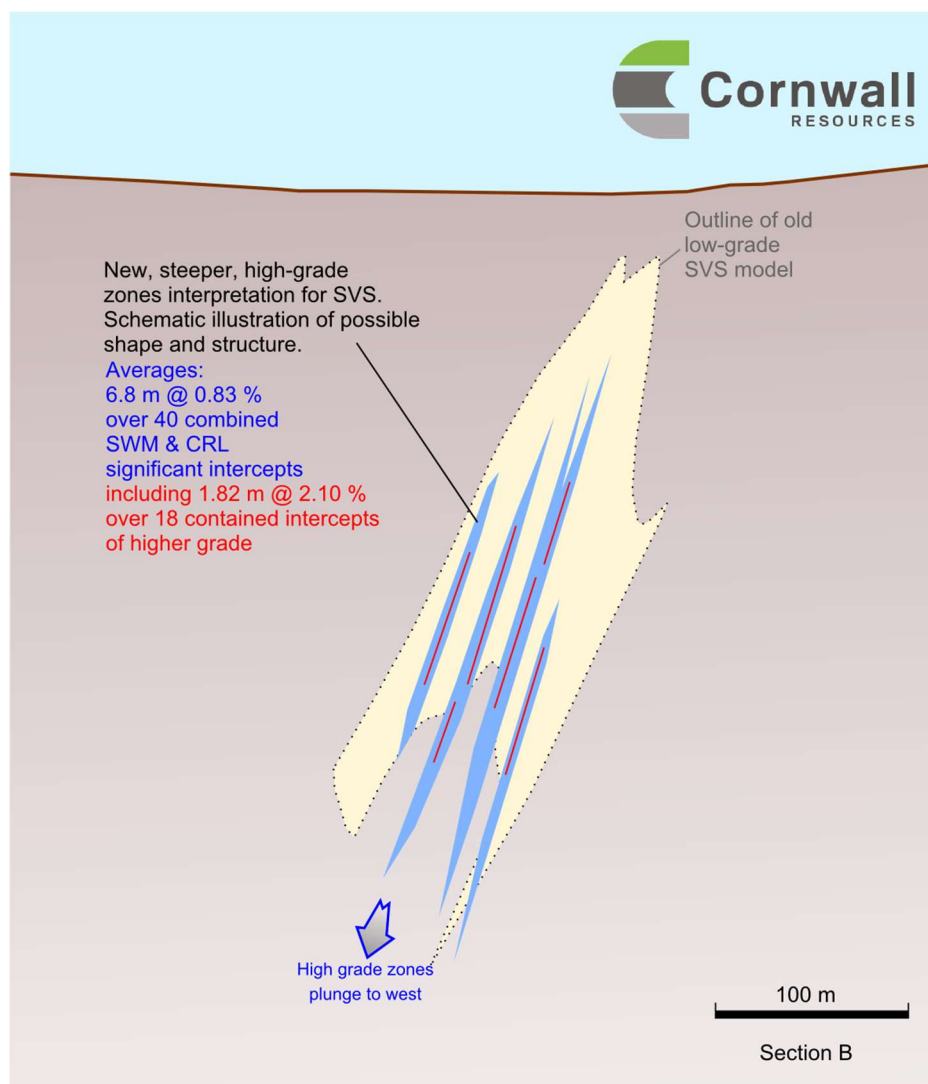 Cornwall
RESOURCES
Outline of old
low-grade
SVS model
New, steeper, high-grade
zones interpretation for SVS.
Schematic illustration of possible
shape and structure.
Averages:
6.8 m @ 0.83 %
over 40 combined
SWM & CRL
significant intercepts
including 1.82 m @ 2.10 %
over 18 contained intercepts
of higher grade
High grade zones
plunge to west
100 m
Section B